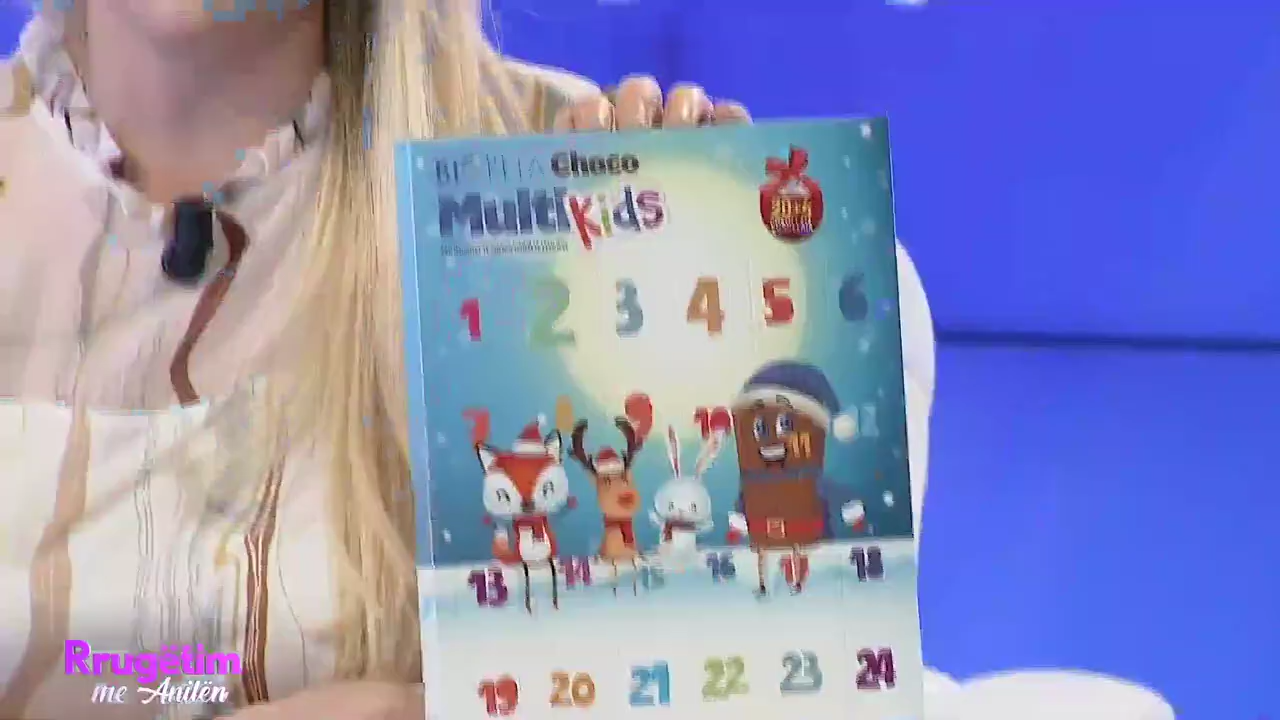 Choco
MultiKids
1 2 3 4 5 6
7 8 9 10 11 12
13 14 15 16 17 18
19 20 21 22 23 24
Rrugëtim
me Anilën